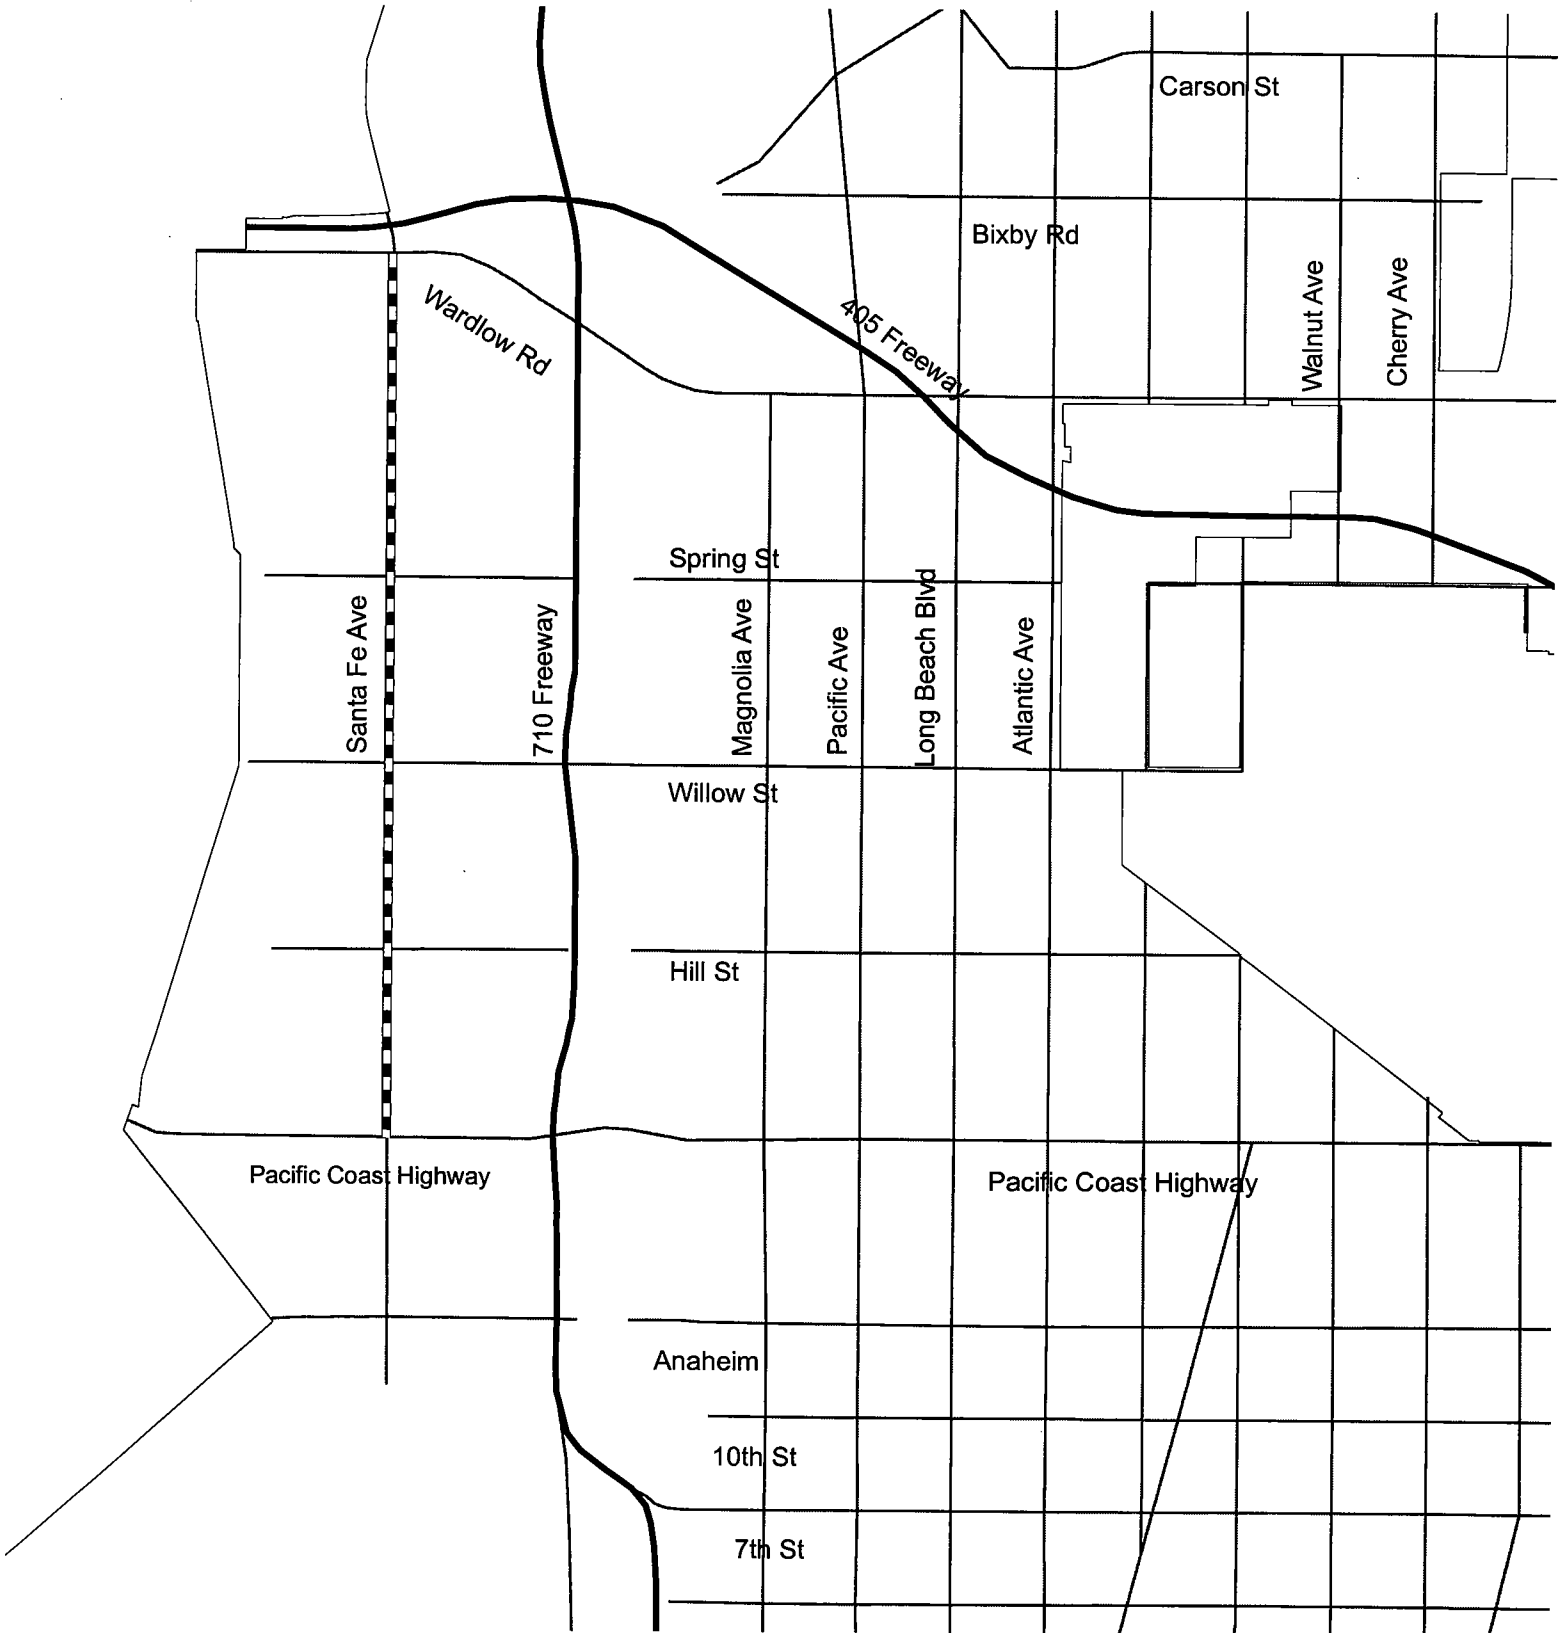 Carson St
Bixby Rd
Wardlow Rd
405 Freeway
Walnut Ave
Cherry Ave
Spring St
Santa Fe Ave
710 Freeway
Magnolia Ave
Pacific Ave
Long Beach Blvd
Atlantic Ave
Willow St
Hill St
Pacific Coast Highway
Pacific Coast Highway
Anaheim
10th St
7th St